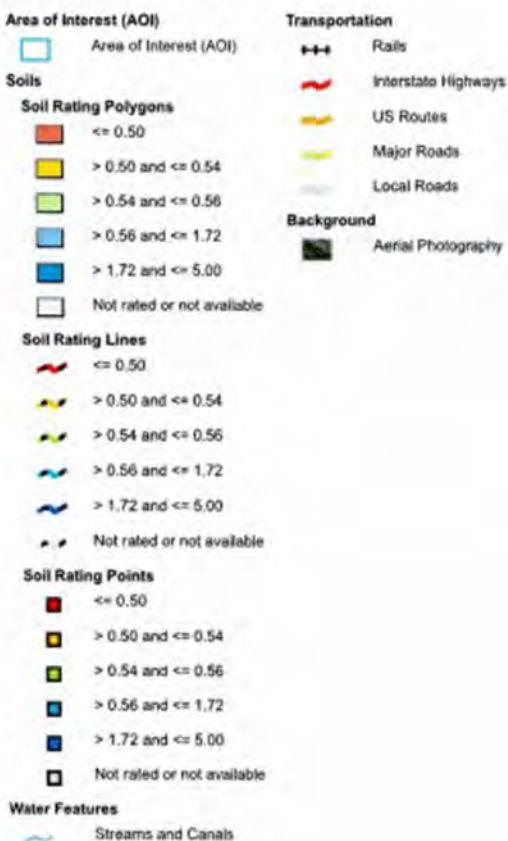 Area of Interest (AOI)
Area of Interest (AOI)
Soils
Soil Rating Polygons
<= 0.50
> 0.50 and <= 0.54
> 0.54 and <= 0.56
> 0.56 and <= 1.72
> 1.72 and <= 5.00
Not rated or not available
Soil Rating Lines
<= 0.50
> 0.50 and <= 0.54
> 0.54 and <= 0.56
> 0.56 and <= 1.72
> 1.72 and <= 5.00
Not rated or not available
Soil Rating Points
<= 0.50
> 0.50 and <= 0.54
> 0.54 and <= 0.56
> 0.56 and <= 1.72
> 1.72 and <= 5.00
Not rated or not available
Water Features
Streams and Canals
Transportation
Rails
Interstate Highways
US Routes
Major Roads
Local Roads
Background
Aerial Photography